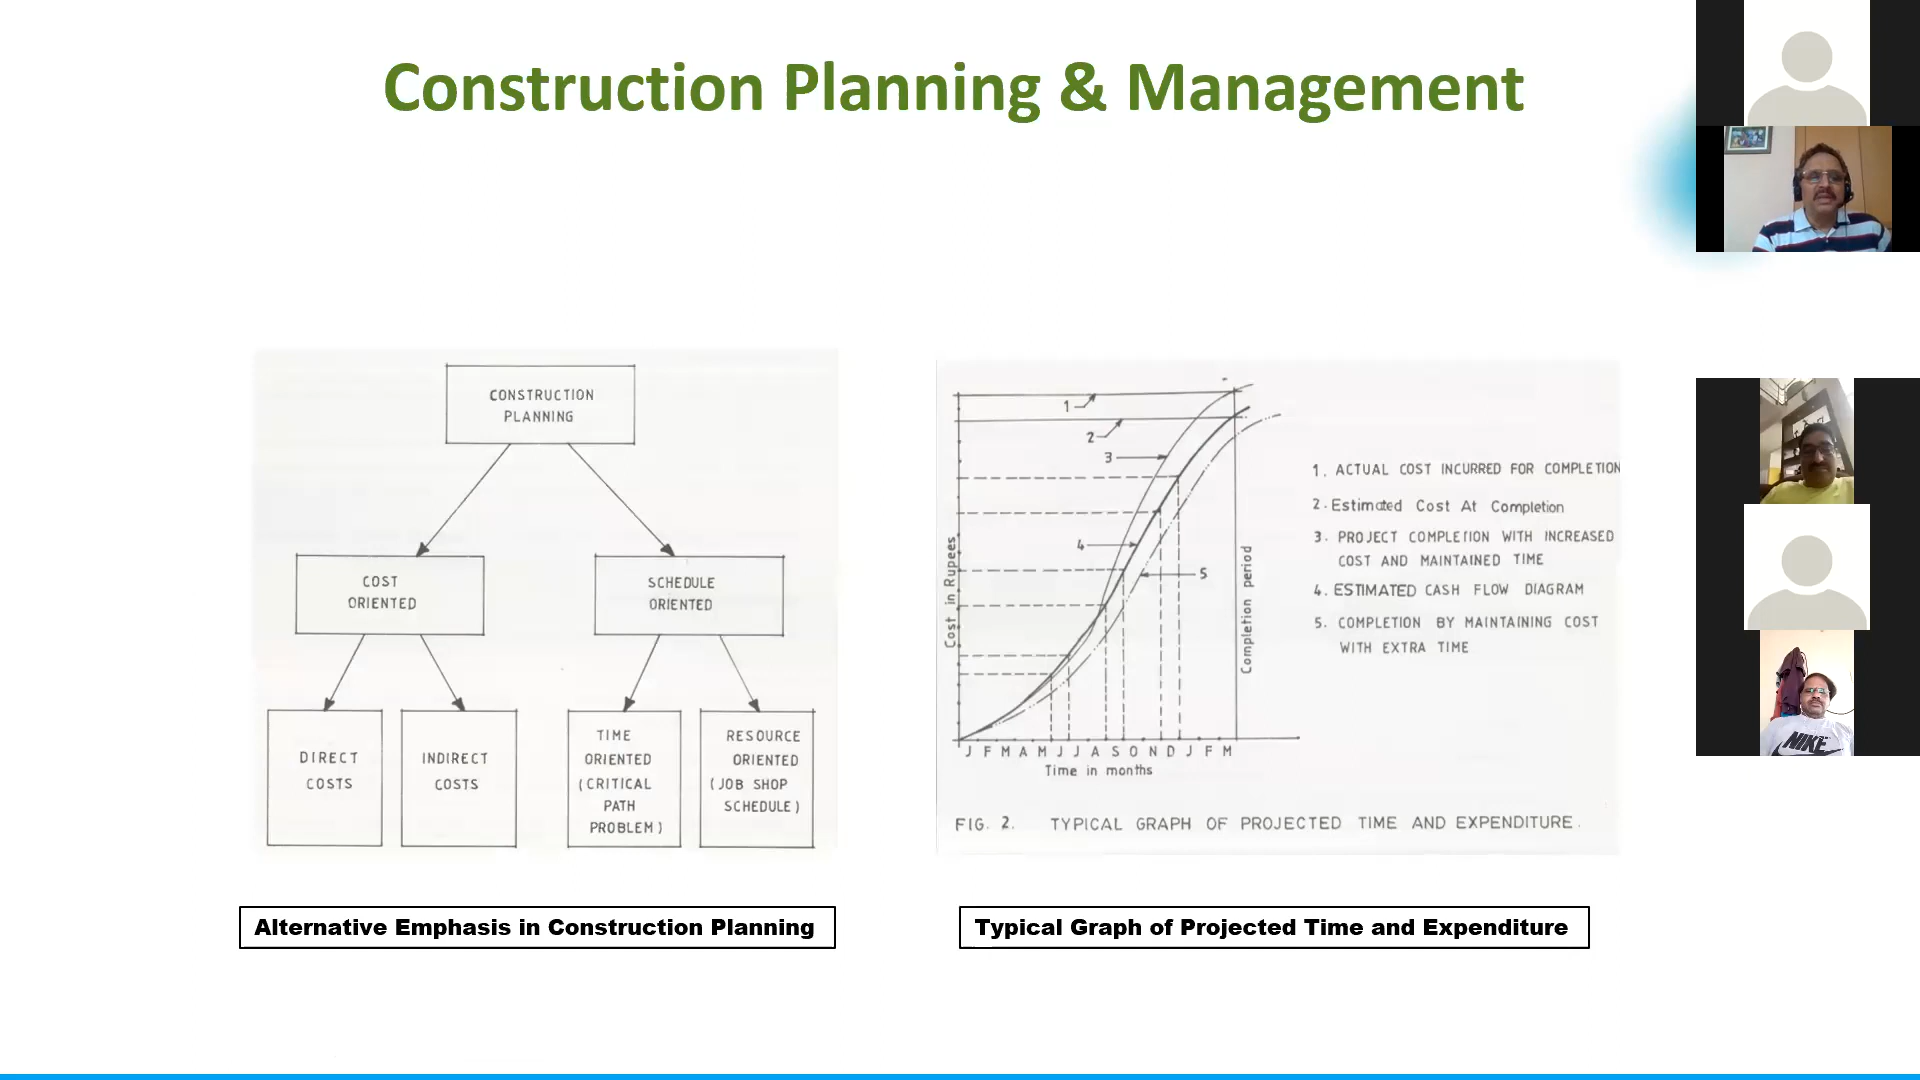 Construction Planning & Management
CONSTRUCTION
PLANNING
COST
ORIENTED
SCHEDULE
ORIENTED
DIRECT
COSTS
INDIRECT
COSTS
TIME
ORIENTED
(CRITICAL
PATH
PROBLEM)
RESOURCE
ORIENTED
(JOB SHOP
SCHEDULE)
Alternative Emphasis in Construction Planning
1
2
3
4
5
Cost in Rupees
Completion period
J F M A M J J A S O N D J F M
Time in months
1. ACTUAL COST INCURRED FOR COMPLETION
2. Estimated Cost At Completion
3. PROJECT COMPLETION WITH INCREASED
COST AND MAINTAINED TIME
4. ESTIMATED CASH FLOW DIAGRAM
5. COMPLETION BY MAINTAINING COST
WITH EXTRA TIME
FIG. 2. TYPICAL GRAPH OF PROJECTED TIME AND EXPENDITURE.
Typical Graph of Projected Time and Expenditure
NIKE